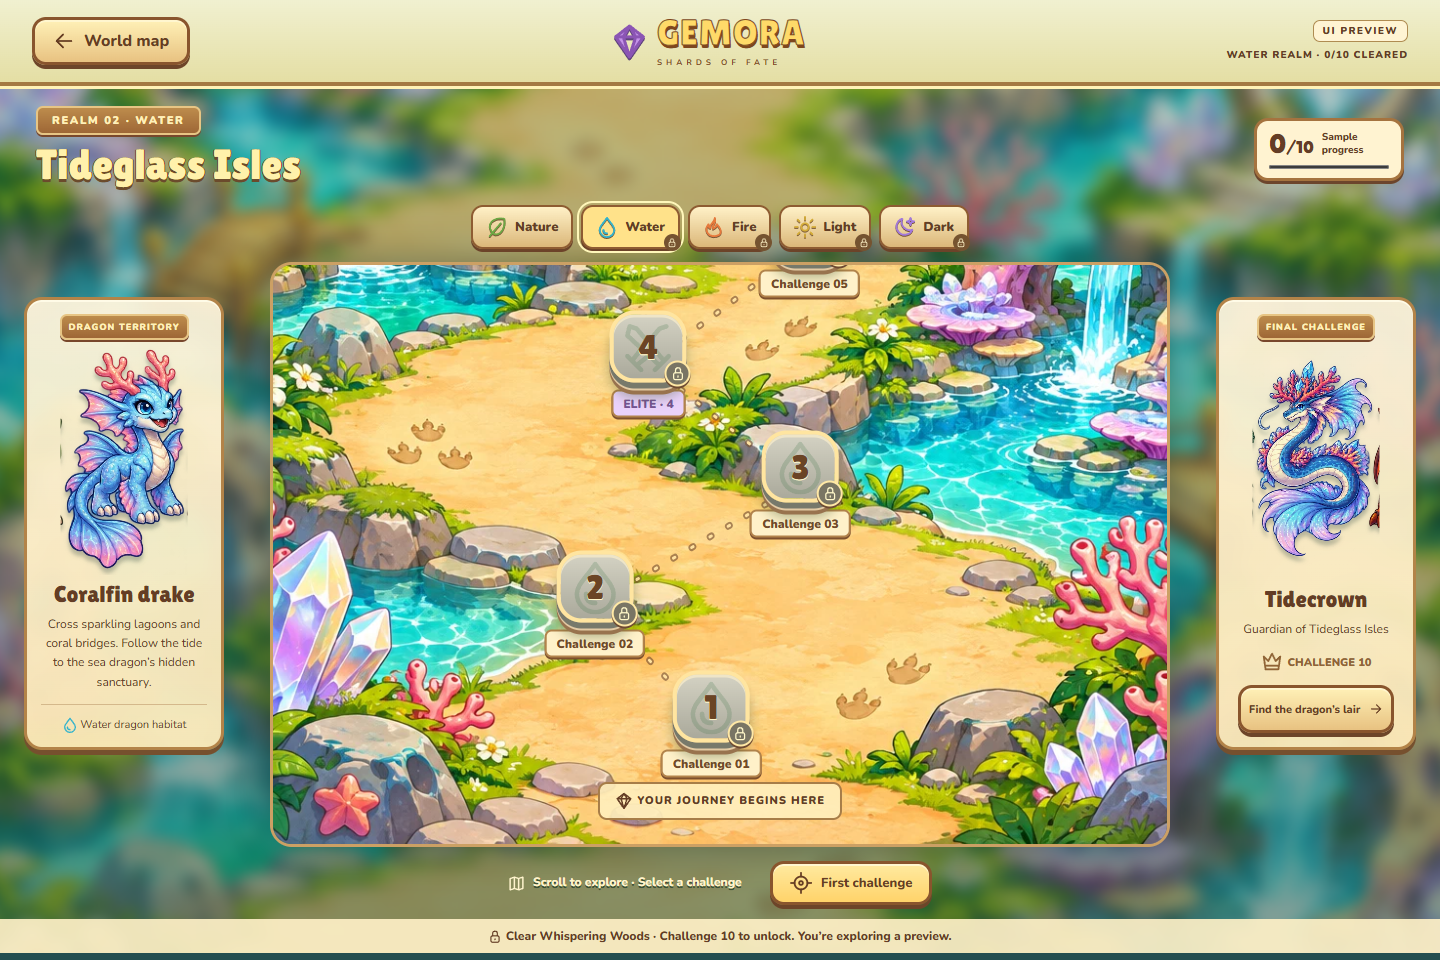 World map
GEMORA
SHARDS OF FATE
UI PREVIEW
WATER REALM · 0/10 CLEARED
REALM 02 · WATER
Tideglass Isles
0/10 Sample progress
Nature
Water
Fire
Light
Dark
DRAGON TERRITORY
Coralfin drake
Cross sparkling lagoons and
coral bridges. Follow the tide
to the sea dragon's hidden
sanctuary.
Water dragon habitat
Challenge 05
4
ELITE · 4
3
Challenge 03
2
Challenge 02
1
Challenge 01
YOUR JOURNEY BEGINS HERE
FINAL CHALLENGE
Tidecrown
Guardian of Tideglass Isles
CHALLENGE 10
Find the dragon's lair
Scroll to explore · Select a challenge
First challenge
Clear Whispering Woods · Challenge 10 to unlock. You're exploring a preview.